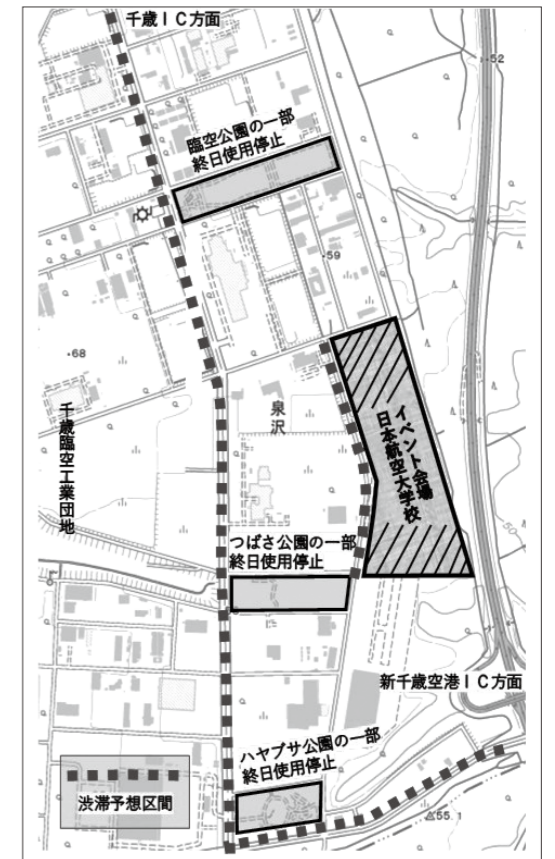 千歳ＩＣ方面
52
臨空公園の一部
終日使用停止
59
68
千歳臨空工業団地
泉沢
イベント会場
日本航空大学校
つばさ公園の一部
終日使用停止
新千歳空港ＩＣ方面
ハヤブサ公園の一部
終日使用停止
渋滞予想区間
55.1